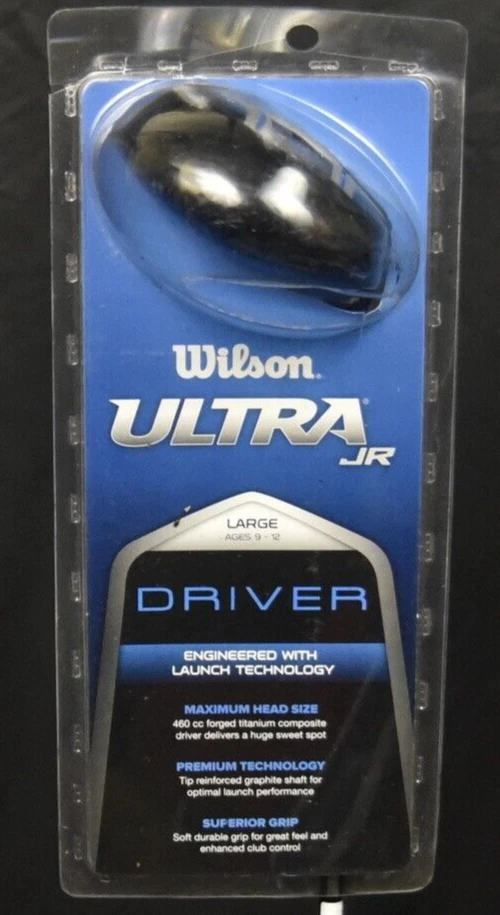 Wilson.
ULTRA
JR
LARGE
AGES 9 - 12
DRIVER
ENGINEERED WITH
LAUNCH TECHNOLOGY
MAXIMUM HEAD SIZE
460 cc forged titanium composite
driver delivers a huge sweet spot
PREMIUM TECHNOLOGY
Tip reinforced graphite shaft for
optimal launch performance
SUPERIOR GRIP
Soft durable grip for great feel and
enhanced club control